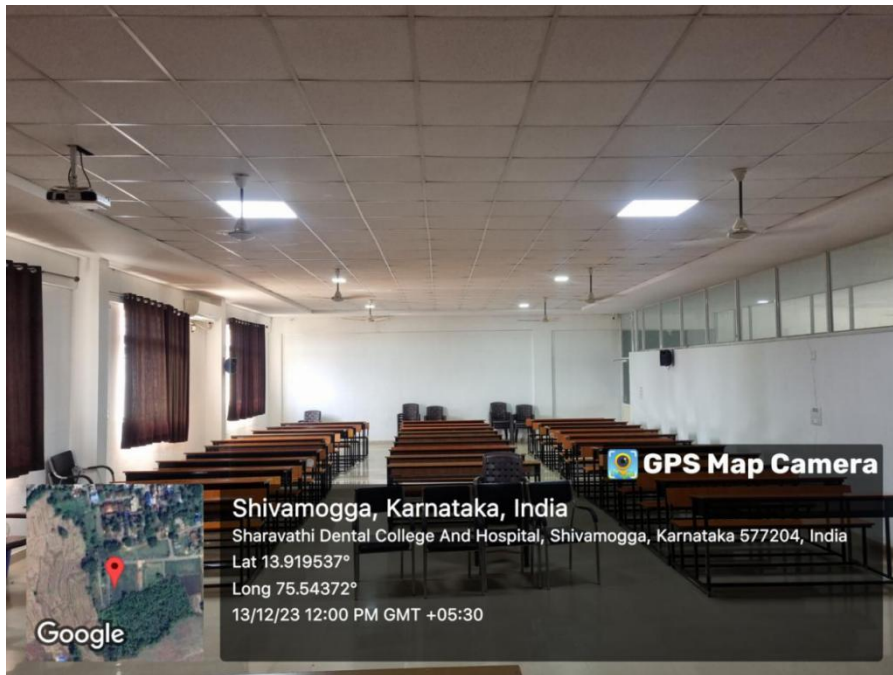 GPS Map Camera
Shivamogga, Karnataka, India
Sharavathi Dental College And Hospital, Shivamogga, Karnataka 577204, India
Lat 13.919537°
Long 75.54372°
13/12/23 12:00 PM GMT +05:30
Google